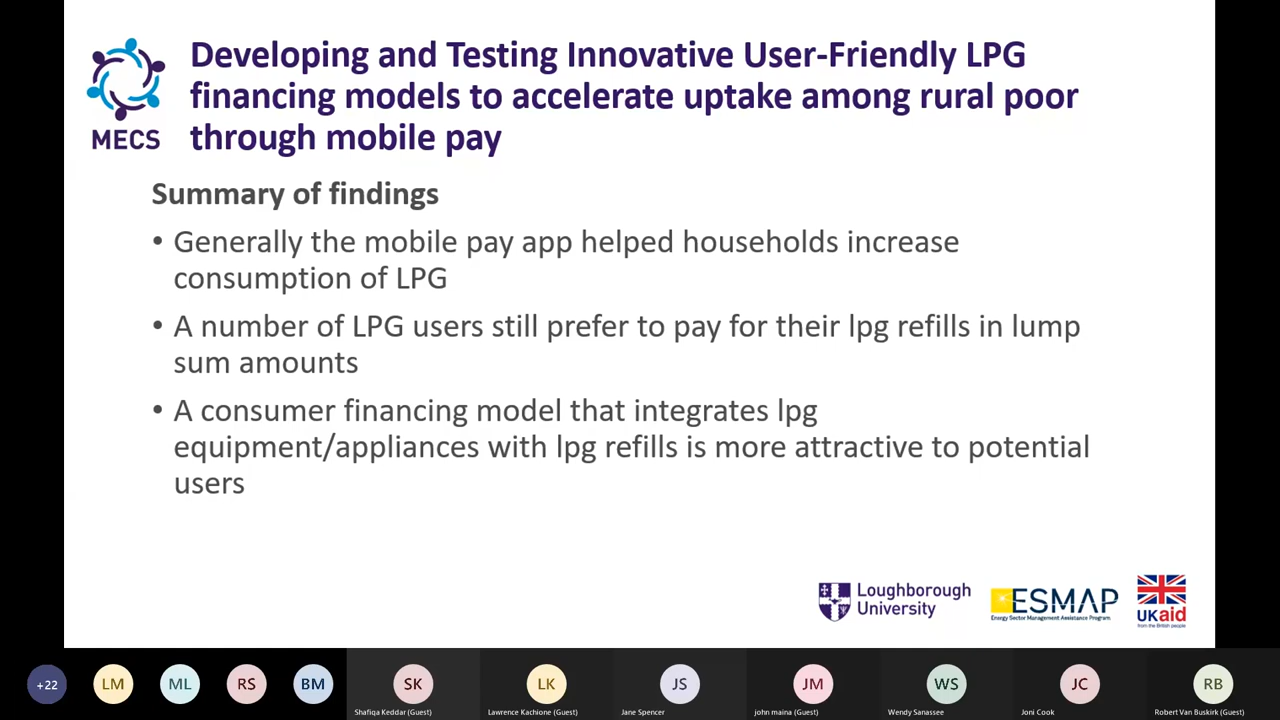 Developing and Testing Innovative User-Friendly LPG
financing models to accelerate uptake among rural poor
through mobile pay
MECS
Summary of findings
• Generally the mobile pay app helped households increase
consumption of LPG
• A number of LPG users still prefer to pay for their lpg refills in lump
sum amounts
• A consumer financing model that integrates lpg
equipment/appliances with lpg refills is more attractive to potential
users
Loughborough
University
ESMAP
Energy Sector Management Assistance Program
UKaid
from the British people
+22
LM
ML
RS
BM
SK
Shafiqa Keddar (Guest)
LK
Lawrence Kachione (Guest)
JS
Jane Spencer
JM
john maina (Guest)
WS
Wendy Sanassee
JC
Joni Cook
RB
Robert Van Buskirk (Guest)